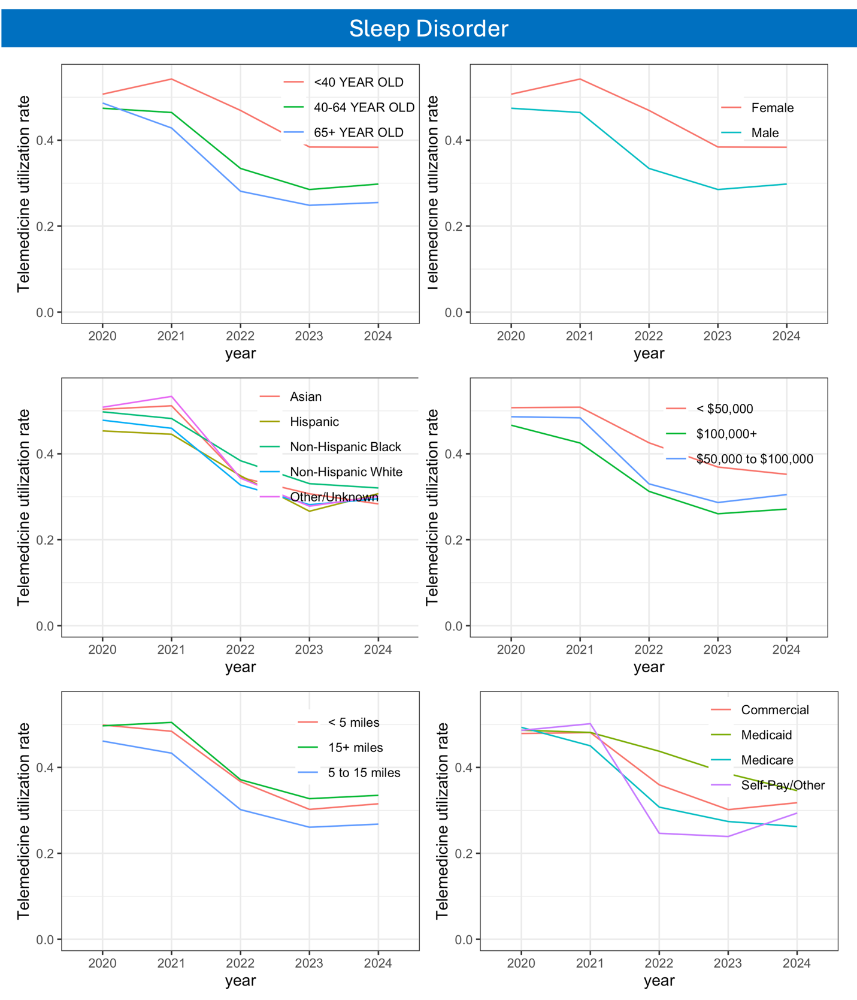 Sleep Disorder
Telemedicine utilization rate
0.4
0.2
0.0
<40 YEAR OLD
40-64 YEAR OLD
65+ YEAR OLD
2020 2021 2022 2023 2024
year
Telemedicine utilization rate
0.4
0.2
0.0
Female
Male
2020 2021 2022 2023 2024
year
Telemedicine utilization rate
0.4
0.2
0.0
Asian
Hispanic
Non-Hispanic Black
Non-Hispanic White
Other/Unknown
2020 2021 2022 2023 2024
year
Telemedicine utilization rate
0.4
0.2
0.0
< $50,000
$100,000+
$50,000 to $100,000
2020 2021 2022 2023 2024
year
Telemedicine utilization rate
0.4
0.2
0.0
< 5 miles
15+ miles
5 to 15 miles
2020 2021 2022 2023 2024
year
Telemedicine utilization rate
0.4
0.2
0.0
Commercial
Medicaid
Medicare
Self-Pay/Other
2020 2021 2022 2023 2024
year